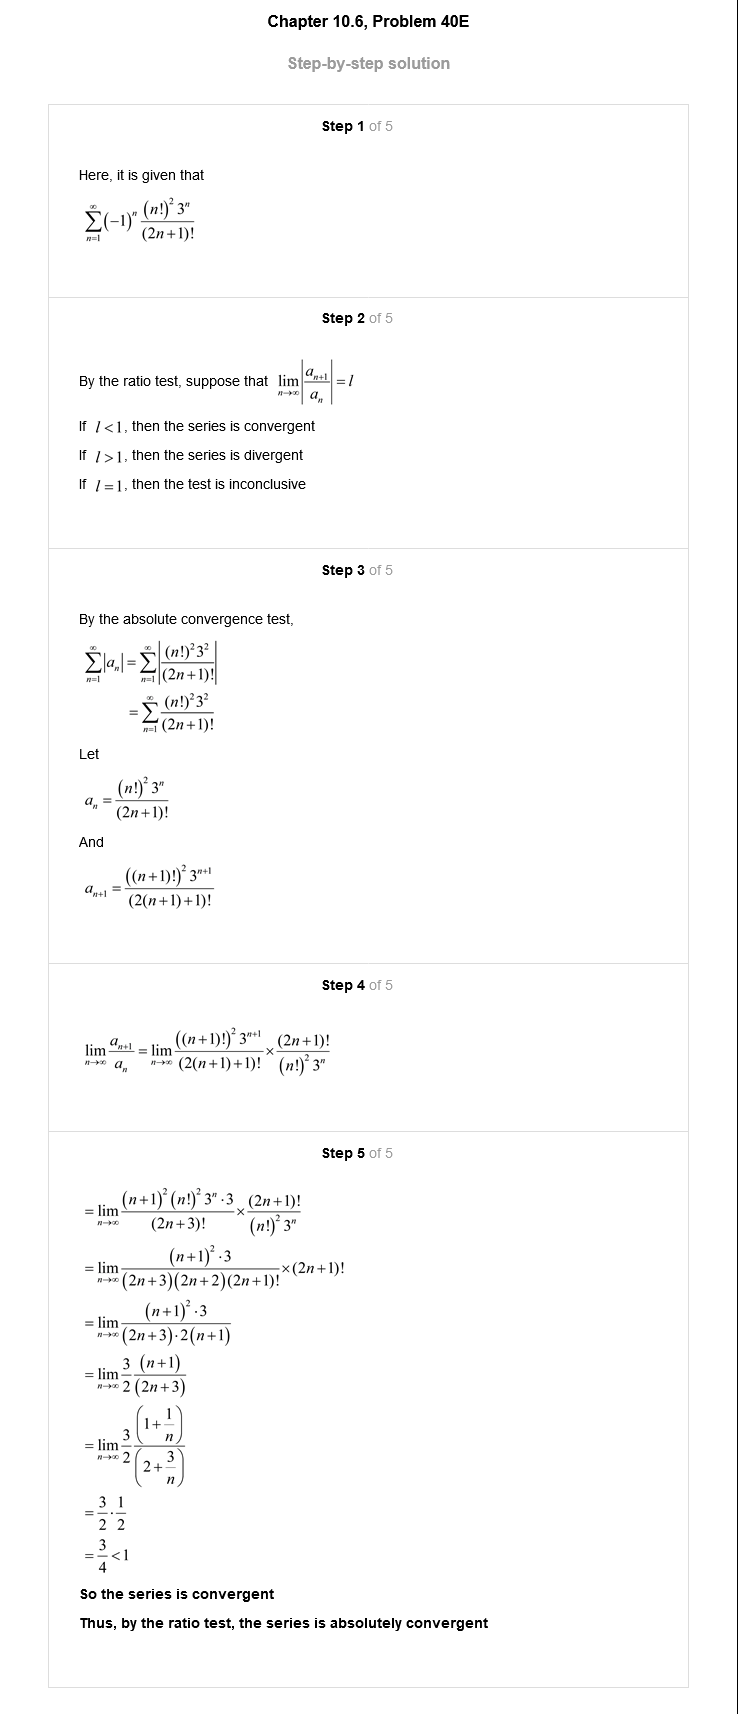 Chapter 10.6, Problem 40E
Step-by-step solution
Step 1 of 5
Here, it is given that
$\sum_{n=1}^{\infty}(-1)^n \frac{(n!)^2 3^n}{(2n+1)!}$
Step 2 of 5
By the ratio test, suppose that $\lim_{n\to\infty}\left|\frac{a_{n+1}}{a_n}\right| = l$
If $l<1$, then the series is convergent
If $l>1$, then the series is divergent
If $l=1$, then the test is inconclusive
Step 3 of 5
By the absolute convergence test,
$\sum_{n=1}^{\infty}|a_n| = \sum_{n=1}^{\infty}\left|\frac{(n!)^2 3^2}{(2n+1)!}\right|$
$= \sum_{n=1}^{\infty}\frac{(n!)^2 3^2}{(2n+1)!}$
Let
$a_n = \frac{(n!)^2 3^n}{(2n+1)!}$
And
$a_{n+1} = \frac{((n+1)!)^2 3^{n+1}}{(2(n+1)+1)!}$
Step 4 of 5
$\lim_{n\to\infty}\frac{a_{n+1}}{a_n} = \lim_{n\to\infty}\frac{((n+1)!)^2 3^{n+1}}{(2(n+1)+1)!} \times \frac{(2n+1)!}{(n!)^2 3^n}$
Step 5 of 5
$= \lim_{n\to\infty}\frac{(n+1)^2 (n!)^2 3^n \cdot 3}{(2n+3)!} \times \frac{(2n+1)!}{(n!)^2 3^n}$
$= \lim_{n\to\infty}\frac{(n+1)^2 \cdot 3}{(2n+3)(2n+2)(2n+1)!} \times (2n+1)!$
$= \lim_{n\to\infty}\frac{(n+1)^2 \cdot 3}{(2n+3) \cdot 2(n+1)}$
$= \lim_{n\to\infty}\frac{3}{2}\frac{(n+1)}{(2n+3)}$
$= \lim_{n\to\infty}\frac{3}{2}\frac{\left(1+\frac{1}{n}\right)}{\left(2+\frac{3}{n}\right)}$
$= \frac{3}{2} \cdot \frac{1}{2}$
$= \frac{3}{4} < 1$
So the series is convergent
Thus, by the ratio test, the series is absolutely convergent